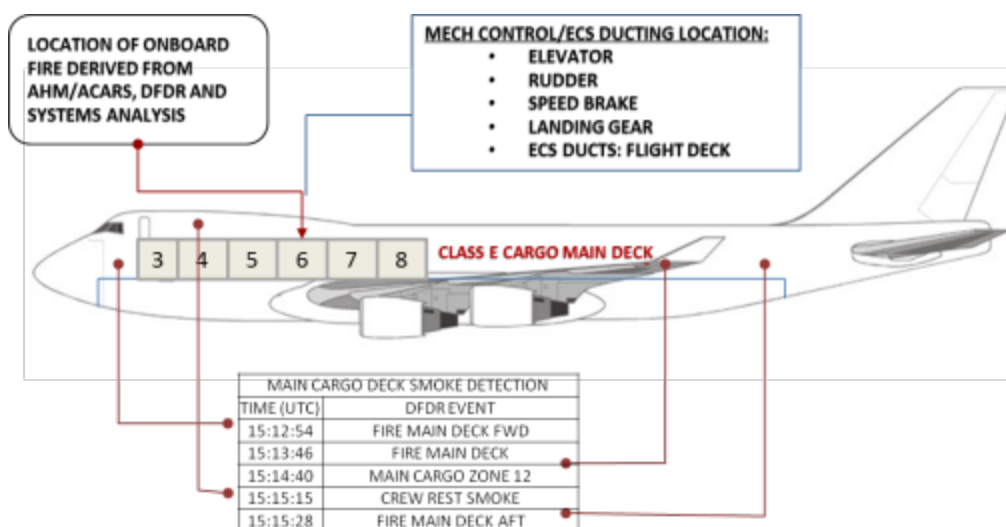 LOCATION OF ONBOARD
FIRE DERIVED FROM
AHM/ACARS, DFDR AND
SYSTEMS ANALYSIS
MECH CONTROL/ECS DUCTING LOCATION:
• ELEVATOR
• RUDDER
• SPEED BRAKE
• LANDING GEAR
• ECS DUCTS: FLIGHT DECK
3 4 5 6 7 8 CLASS E CARGO MAIN DECK
MAIN CARGO DECK SMOKE DETECTION
TIME (UTC) DFDR EVENT
15:12:54 FIRE MAIN DECK FWD
15:13:46 FIRE MAIN DECK
15:14:40 MAIN CARGO ZONE 12
15:15:15 CREW REST SMOKE
15:15:28 FIRE MAIN DECK AFT